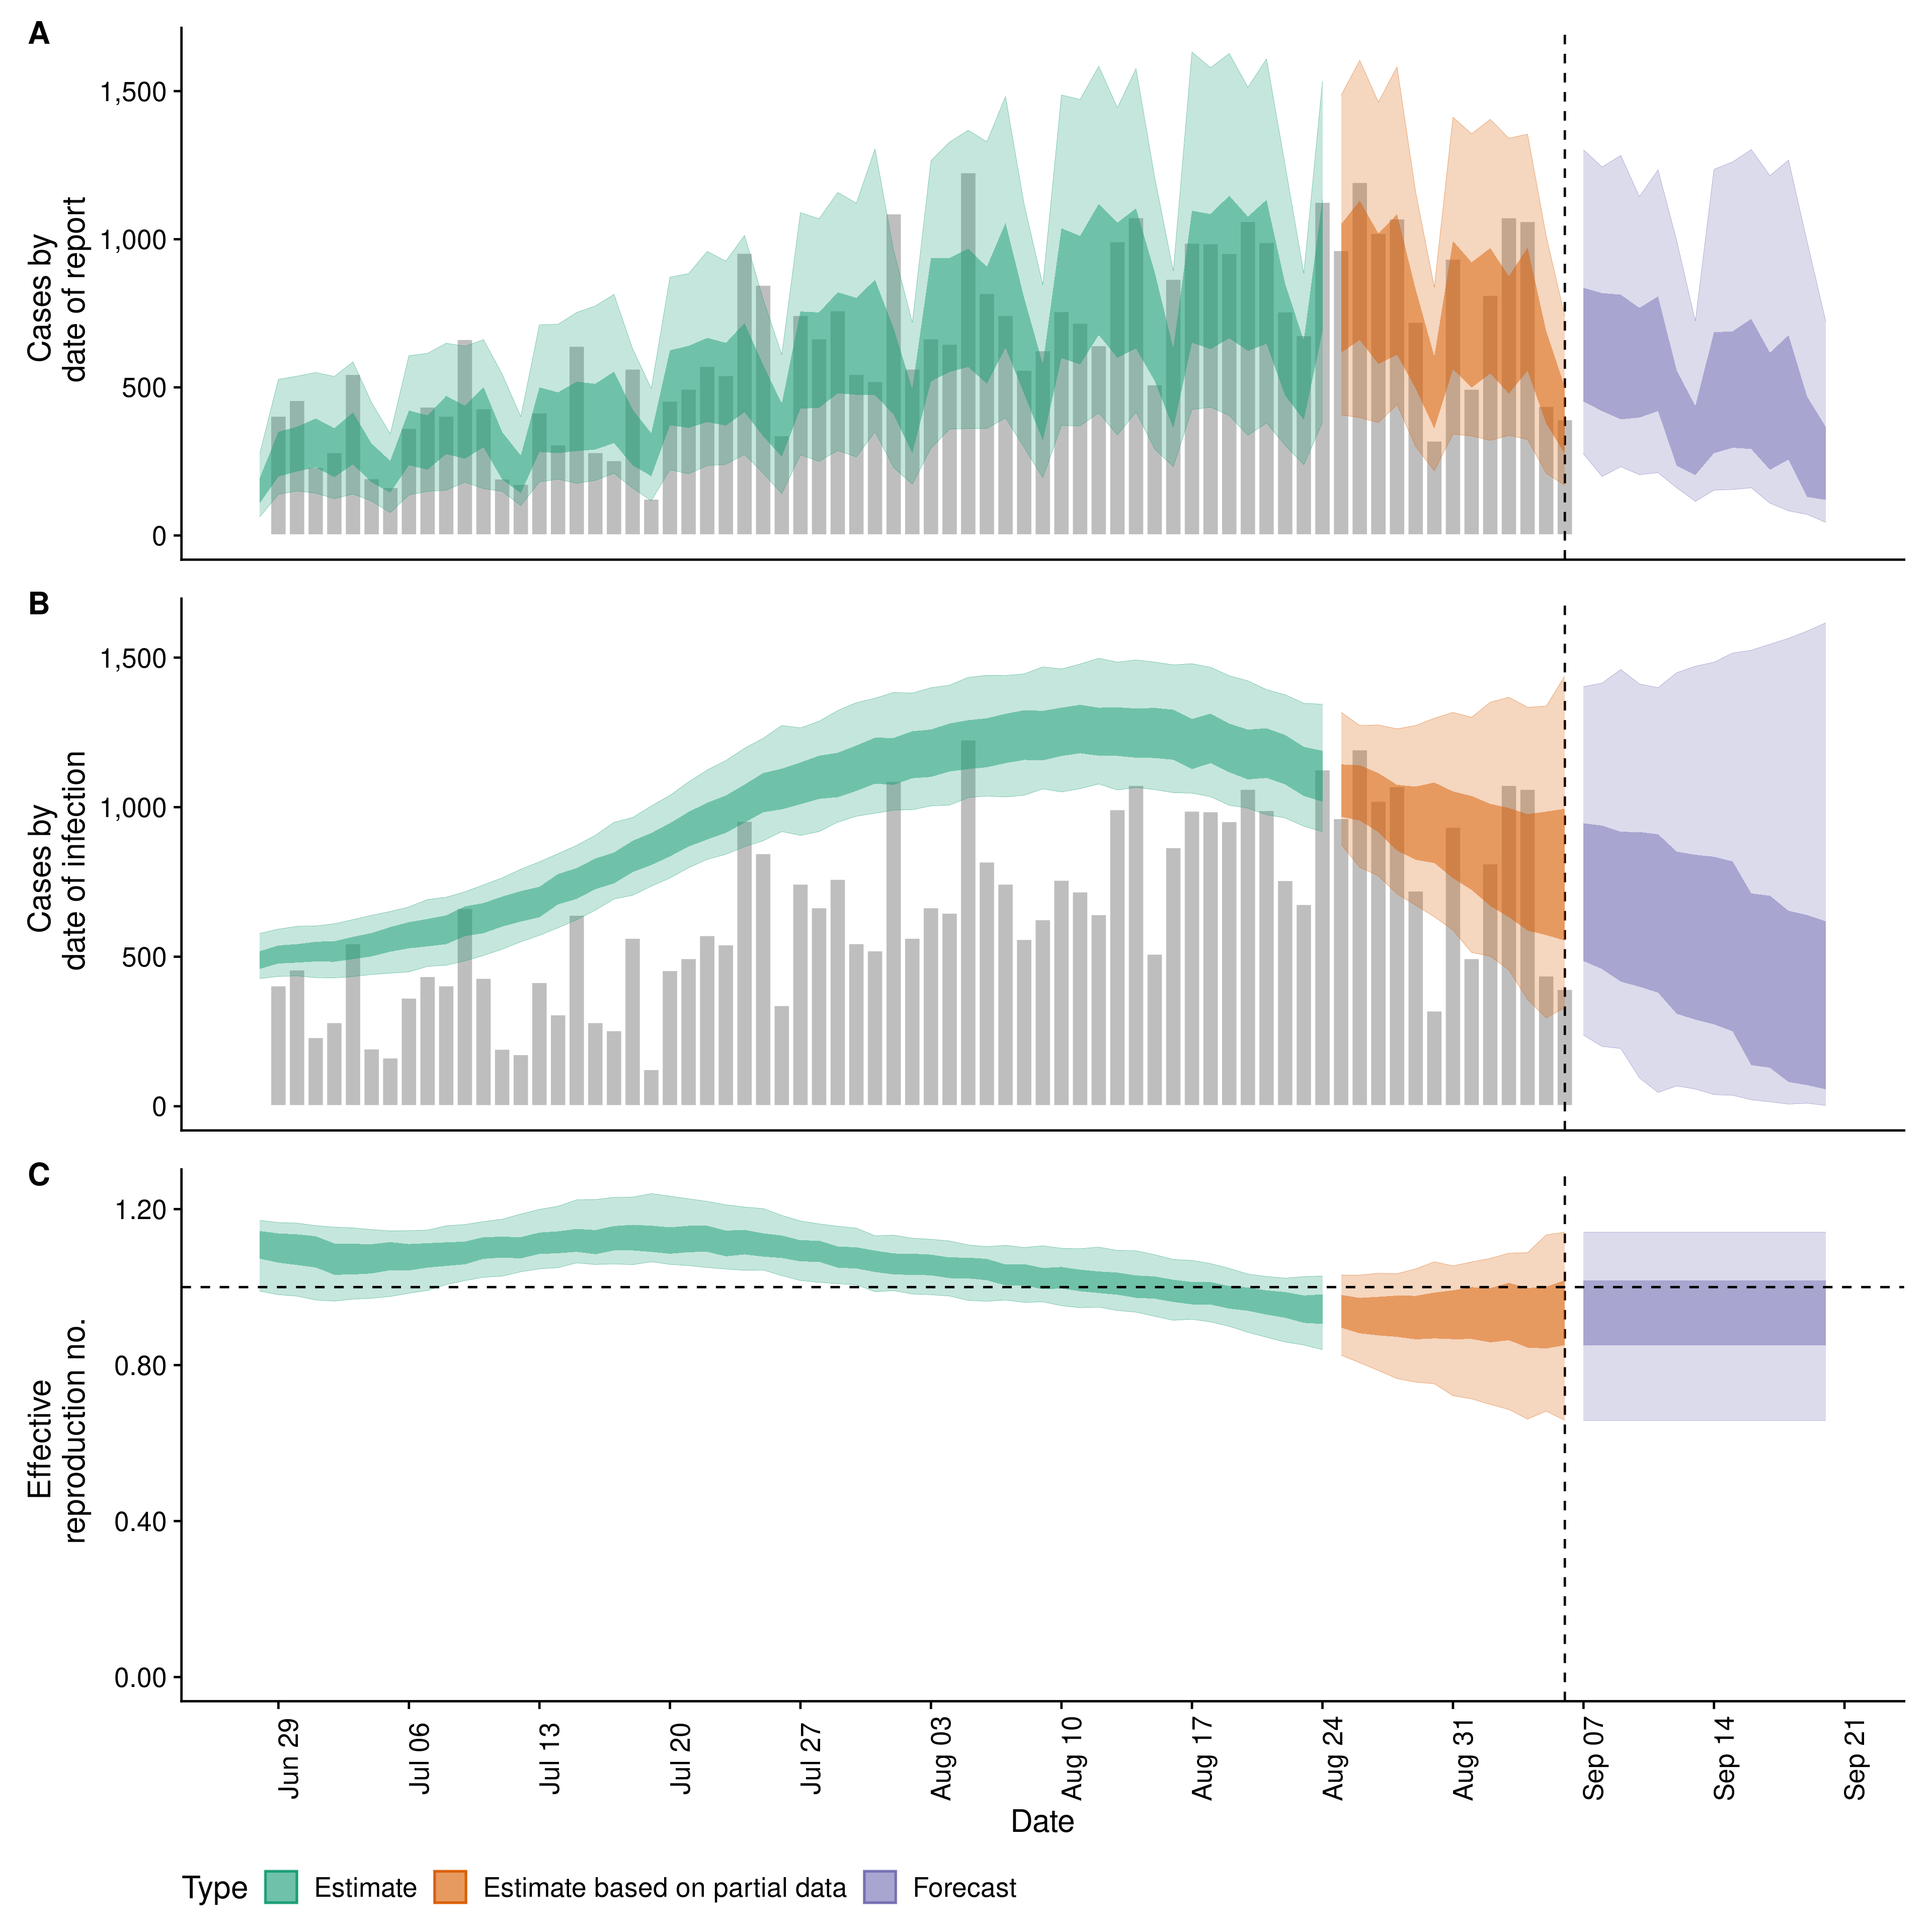 A
Cases by
date of report
1,500
1,000
500
0
B
Cases by
date of infection
1,500
1,000
500
0
C
Effective
reproduction no.
1.20
0.80
0.40
0.00
Jun 29
Jul 06
Jul 13
Jul 20
Jul 27
Aug 03
Aug 10
Aug 17
Aug 24
Aug 31
Sep 07
Sep 14
Sep 21
Date
Type Estimate Estimate based on partial data Forecast